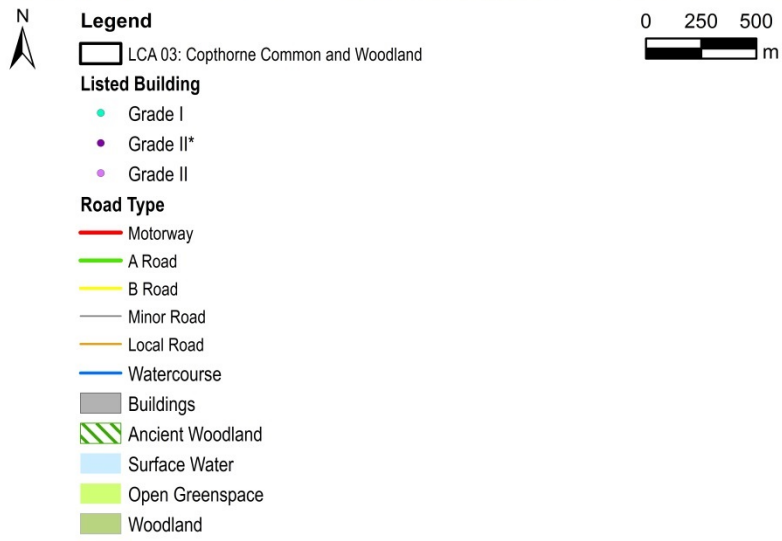 N
Legend
LCA 03: Copthorne Common and Woodland
Listed Building
Grade I
Grade II*
Grade II
Road Type
Motorway
A Road
B Road
Minor Road
Local Road
Watercourse
Buildings
Ancient Woodland
Surface Water
Open Greenspace
Woodland
0 250 500
m